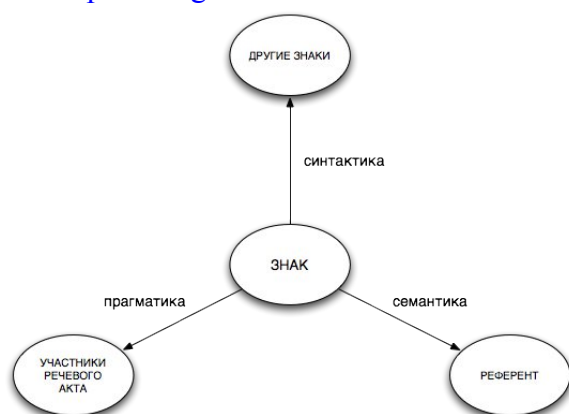 ДРУГИЕ ЗНАКИ
синтактика
ЗНАК
прагматика
семантика
УЧАСТНИКИ
РЕЧЕВОГО
АКТА
РЕФЕРЕНТ